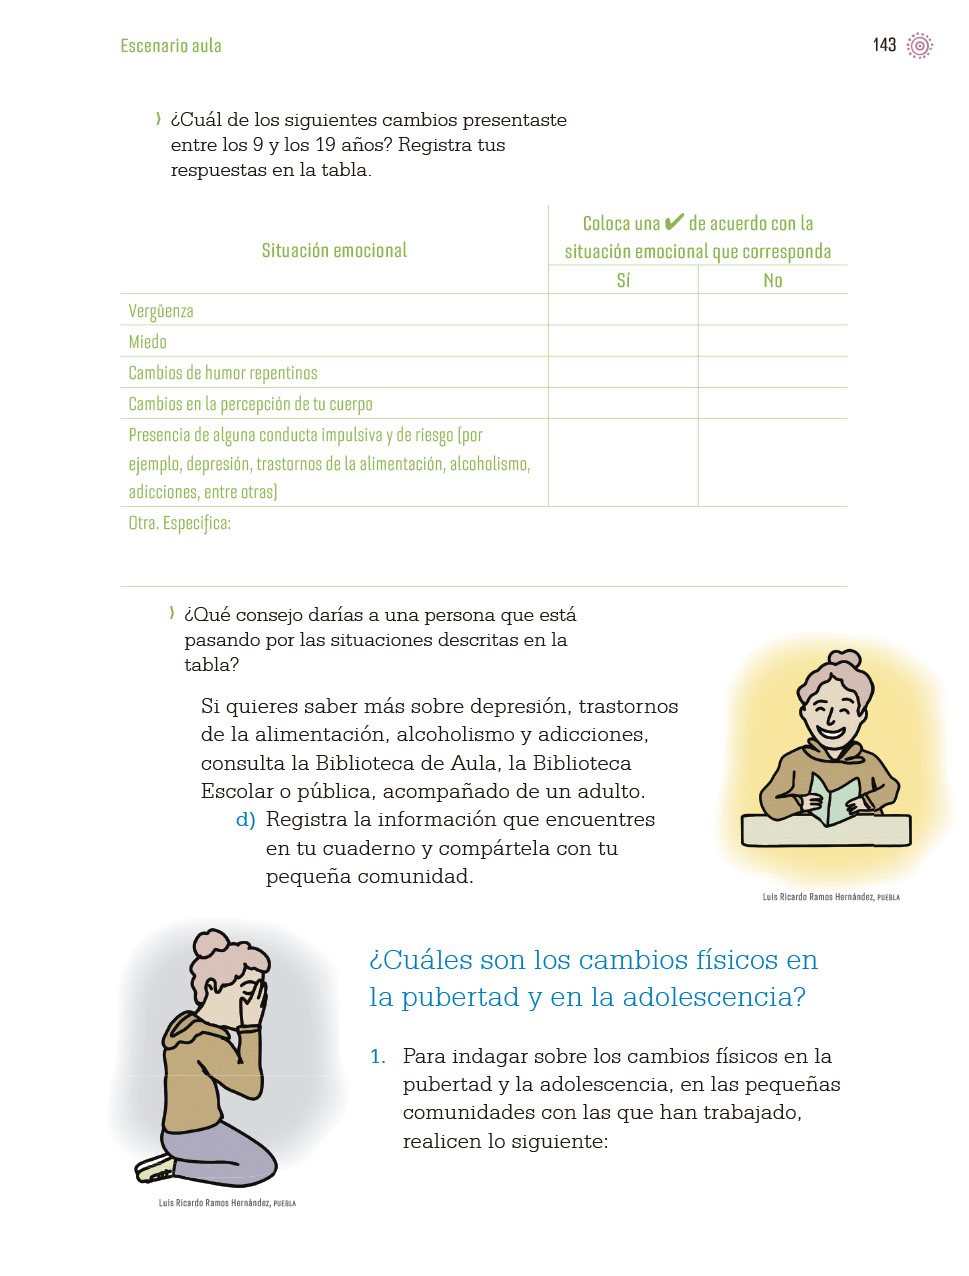 Escenario aula
143
¿Cuál de los siguientes cambios presentaste
entre los 9 y los 19 años? Registra tus
respuestas en la tabla.
Situación emocional
Coloca una ✔ de acuerdo con la
situación emocional que corresponda
Sí
No
Vergüenza
Miedo
Cambios de humor repentinos
Cambios en la percepción de tu cuerpo
Presencia de alguna conducta impulsiva y de riesgo (por
ejemplo, depresión, trastornos de la alimentación, alcoholismo,
adicciones, entre otras)
Otra. Especifica:
¿Qué consejo darías a una persona que está
pasando por las situaciones descritas en la
tabla?
Si quieres saber más sobre depresión, trastornos
de la alimentación, alcoholismo y adicciones,
consulta la Biblioteca de Aula, la Biblioteca
Escolar o pública, acompañado de un adulto.
d) Registra la información que encuentres
en tu cuaderno y compártela con tu
pequeña comunidad.
Luis Ricardo Ramos Hernández, PUEBLA
¿Cuáles son los cambios físicos en
la pubertad y en la adolescencia?
1. Para indagar sobre los cambios físicos en la
pubertad y la adolescencia, en las pequeñas
comunidades con las que han trabajado,
realicen lo siguiente:
Luis Ricardo Ramos Hernández, PUEBLA